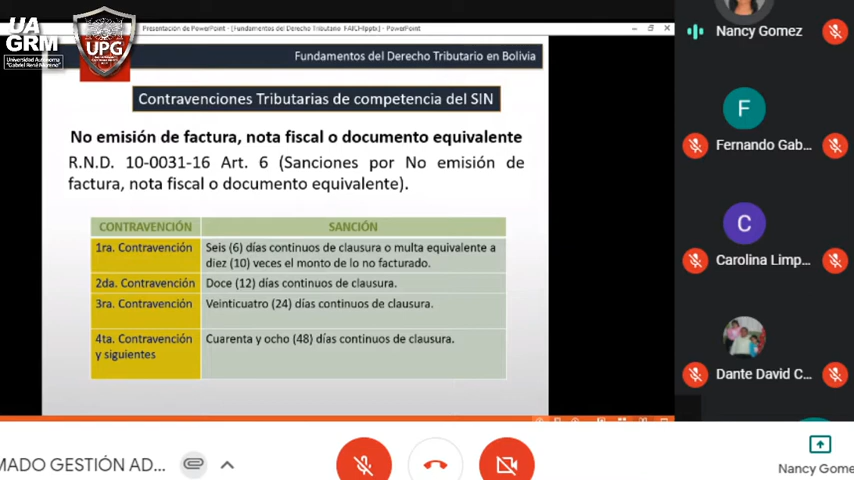 UA
GRM
Universidad Autónoma
"Gabriel René Moreno"
UPG
Presentación de PowerPoint - [Fundamentos del Derecho Tributario FAICHIpptx] - PowerPoint
Fundamentos del Derecho Tributario en Bolivia
Contravenciones Tributarias de competencia del SIN
No emisión de factura, nota fiscal o documento equivalente
R.N.D. 10-0031-16 Art. 6 (Sanciones por No emisión de
factura, nota fiscal o documento equivalente).
CONTRAVENCIÓN SANCIÓN
1ra. Contravención Seis (6) días continuos de clausura o multa equivalente a
diez (10) veces el monto de lo no facturado.
2da. Contravención Doce (12) días continuos de clausura.
3ra. Contravención Veinticuatro (24) días continuos de clausura.
4ta. Contravención Cuarenta y ocho (48) días continuos de clausura.
y siguientes
Nancy Gomez
F
Fernando Gab...
C
Carolina Limp...
Dante David C...
MADO GESTIÓN AD...
Nancy Gome